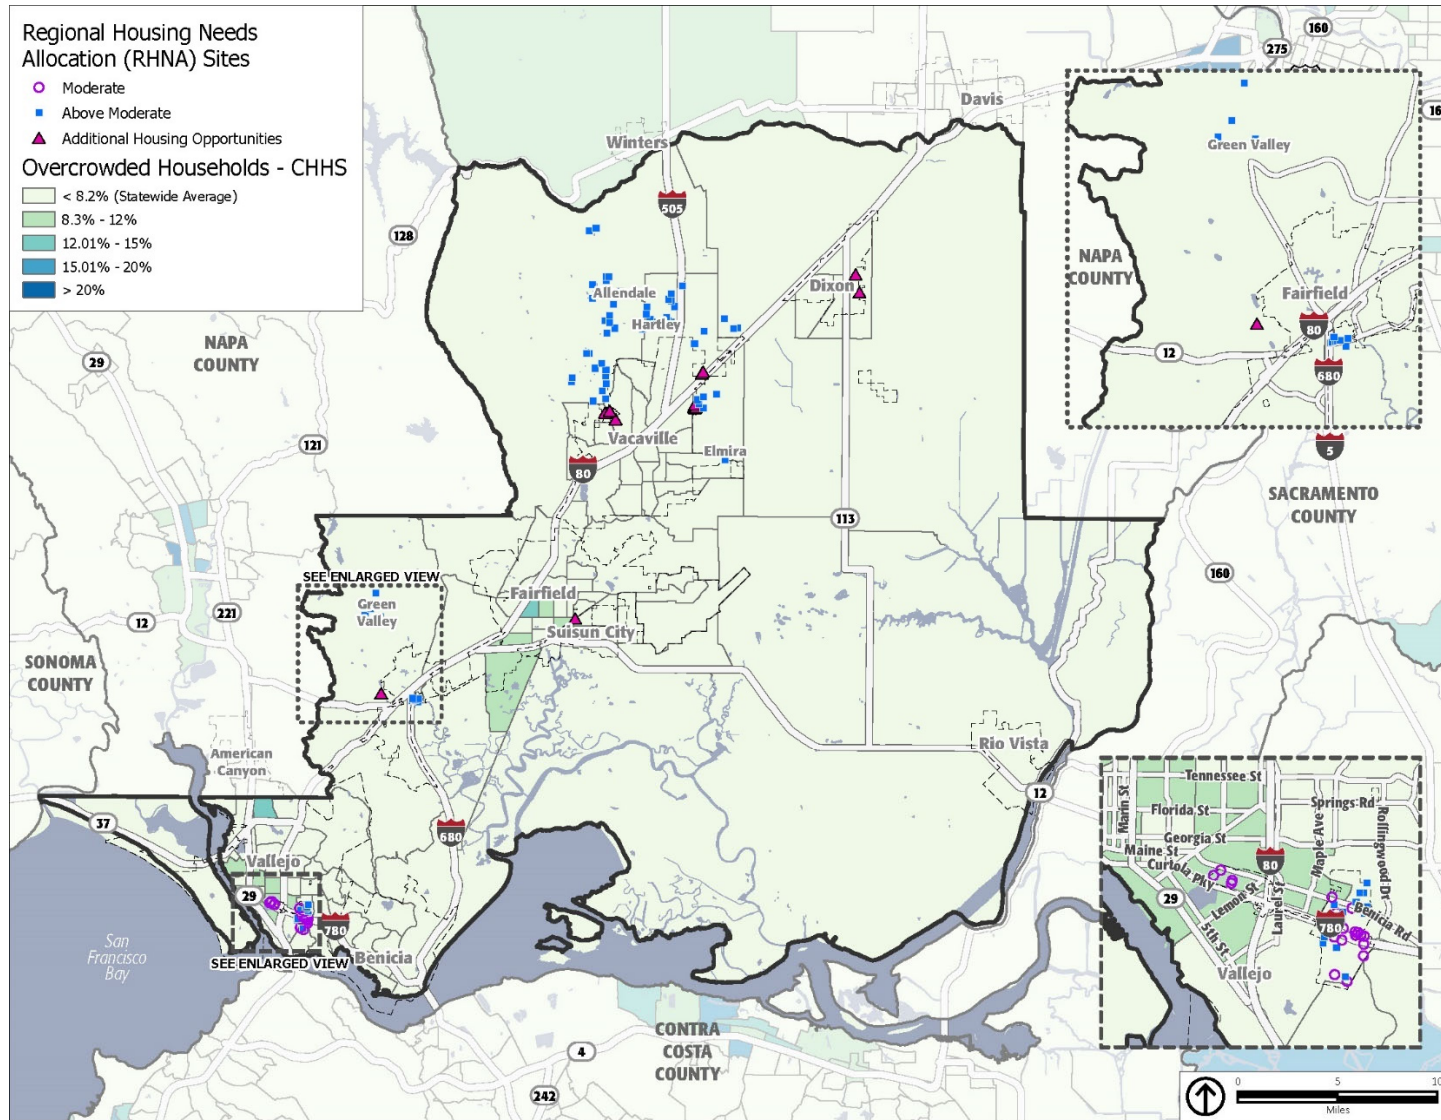 Regional Housing Needs
Allocation (RHNA) Sites
Moderate
Above Moderate
Additional Housing Opportunities
Overcrowded Households - CHHS
< 8.2% (Statewide Average)
8.3% - 12%
12.01% - 15%
15.01% - 20%
> 20%
160
275
Davis
Winters
505
128
Allendale
Hartley
Dixon
NAPA
COUNTY
29
121
Vacaville
Elmira
80
113
5
SACRAMENTO
COUNTY
160
SEE ENLARGED VIEW
Green
Valley
Fairfield
Suisun City
221
12
SONOMA
COUNTY
American
Canyon
Rio Vista
12
37
680
Vallejo
29
780
SEE ENLARGED VIEW
Benicia
San
Francisco
Bay
CONTRA
COSTA
COUNTY
4
242
Green Valley
NAPA
COUNTY
Fairfield
80
12
680
Tennessee St
Marin St
Florida St
Springs Rd
Georgia St
Maple Ave
Rollingwood Dr
Maine St
Curtola PKY
80
Lemon St
Laurel St
29
5th St
780
Benicia Rd
Vallejo
0 5 10
Miles